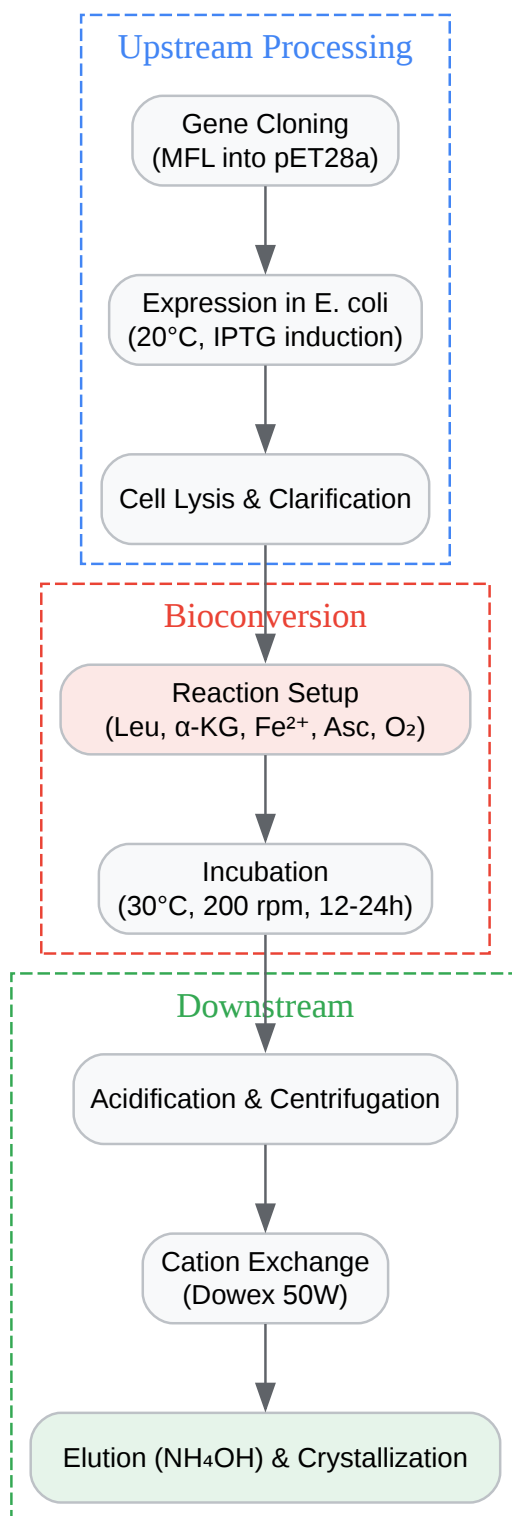 Upstream Processing
Gene Cloning
(MFL into pET28a)
Expression in E. coli
(20°C, IPTG induction)
Cell Lysis & Clarification
Bioconversion
Reaction Setup
(Leu, α-KG, Fe²⁺, Asc, O₂)
Incubation
(30°C, 200 rpm, 12-24h)
Downstream
Acidification & Centrifugation
Cation Exchange
(Dowex 50W)
Elution (NH₄OH) & Crystallization